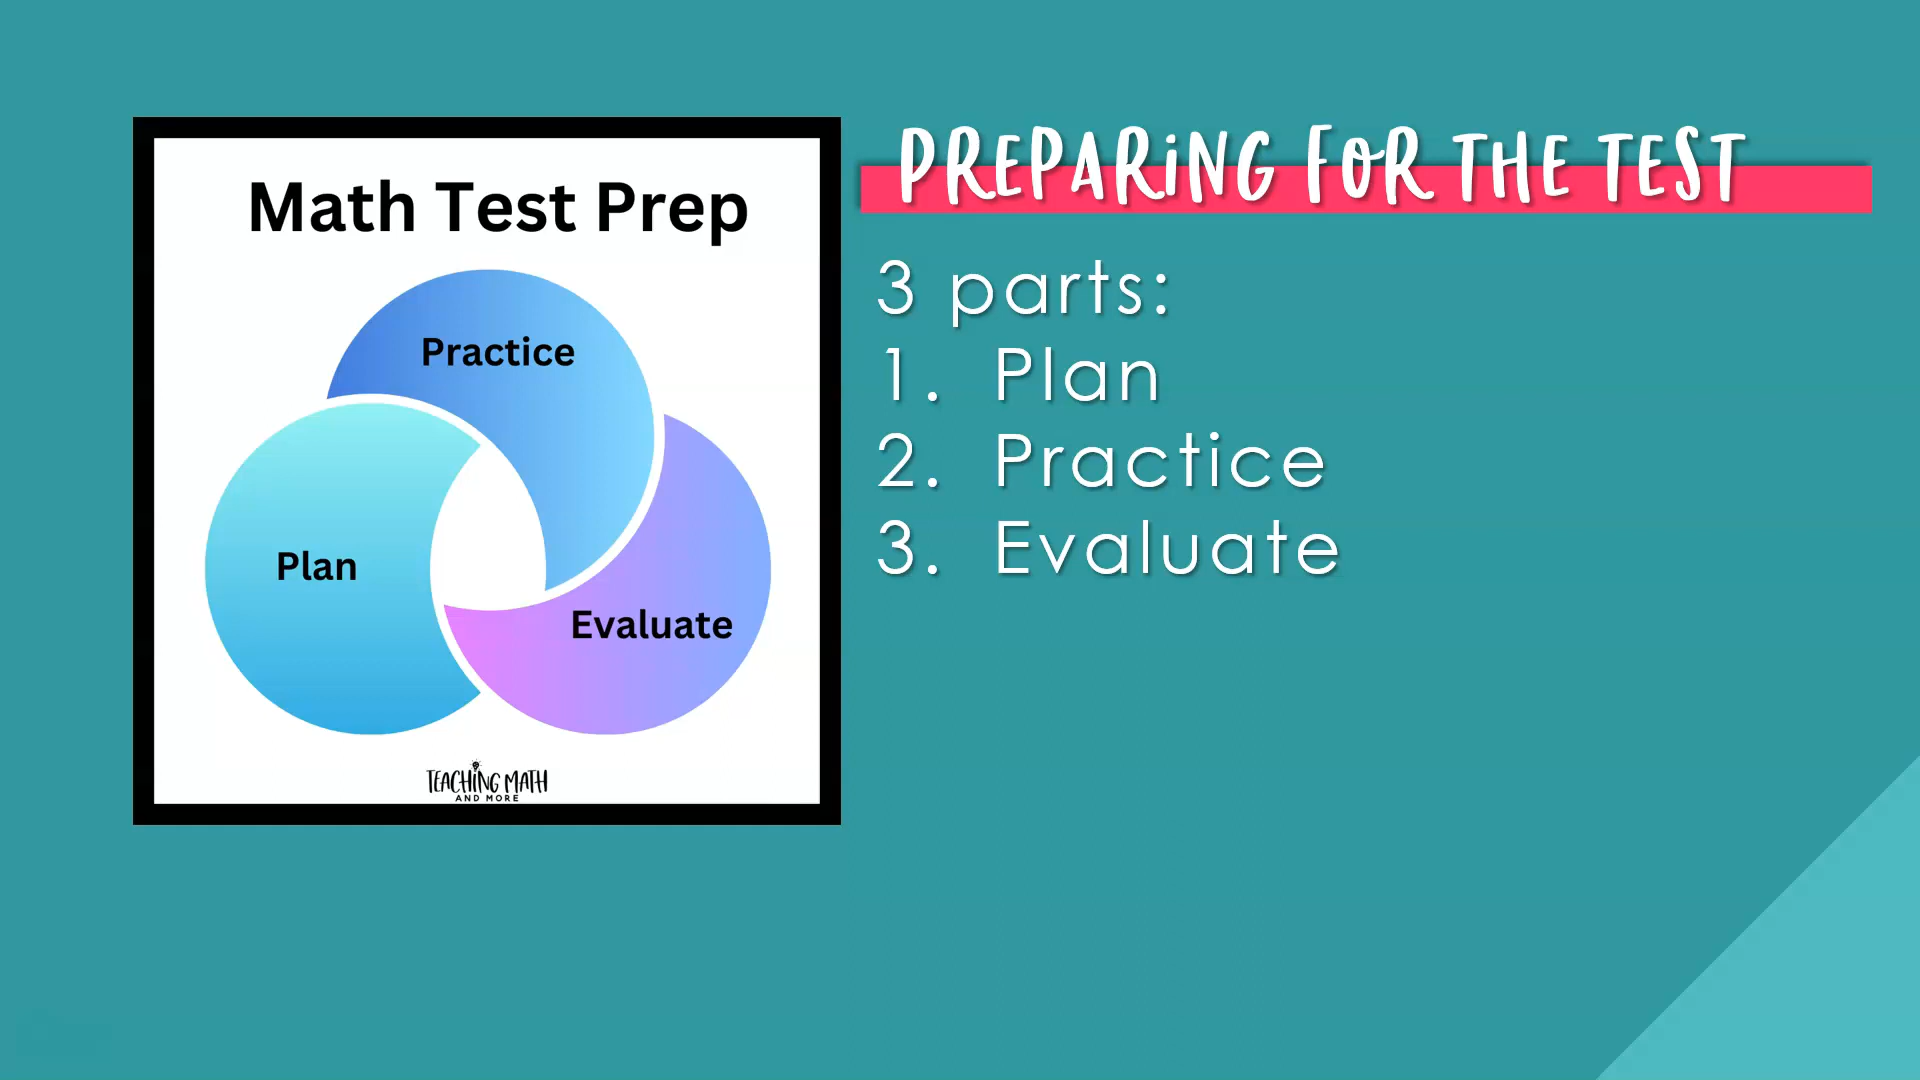 Math Test Prep
Practice
Plan
Evaluate
TEACHING MATH
AND MORE
PREPARING FOR THE TEST
3 parts:
1. Plan
2. Practice
3. Evaluate